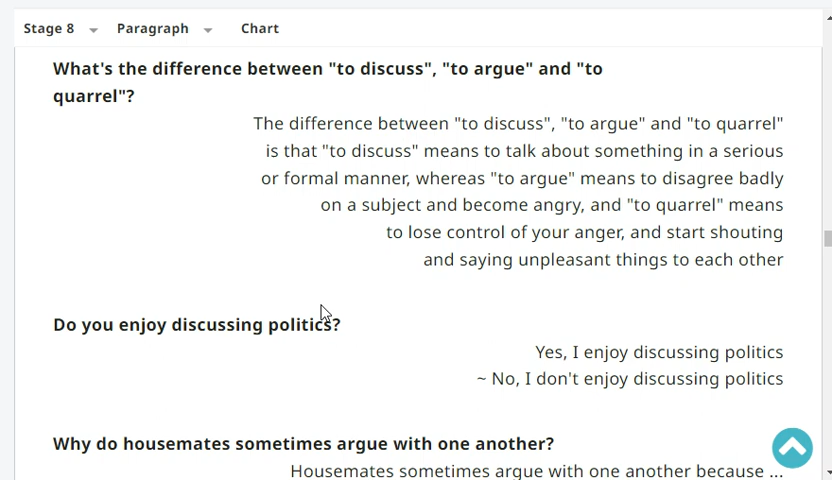 Stage 8 Paragraph Chart
What's the difference between "to discuss", "to argue" and "to
quarrel"?
The difference between "to discuss", "to argue" and "to quarrel"
is that "to discuss" means to talk about something in a serious
or formal manner, whereas "to argue" means to disagree badly
on a subject and become angry, and "to quarrel" means
to lose control of your anger, and start shouting
and saying unpleasant things to each other
Do you enjoy discussing politics?
Yes, I enjoy discussing politics
~ No, I don't enjoy discussing politics
Why do housemates sometimes argue with one another?
Housemates sometimes argue with one another because ...